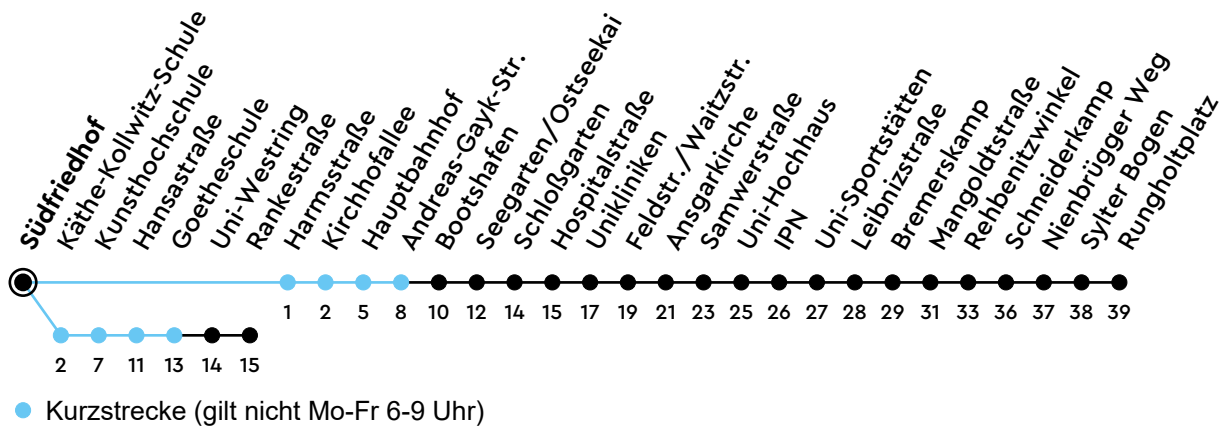 Südfriedhof
Käthe-Kollwitz-Schule
Kunsthochschule
Hansastraße
Goetheschule
Uni-Westring
Rankestraße
Harmsstraße
Kirchhofallee
Hauptbahnhof
Andreas-Gayk-Str.
Bootshafen
Seegarten/Ostseekai
Schloßgarten
Hospitalstraße
Unikliniken
Feldstr./Waitzstr.
Ansgarkirche
Samwerstraße
Uni-Hochhaus
IPN
Uni-Sportstätten
Leibnizstraße
Bremerskamp
Mangoldtstraße
Rehbenitzwinkel
Schneiderkamp
Nienbrügger Weg
Sylter Bogen
Rungholtplatz
1 2 5 8 10 12 14 15 17 19 21 23 25 26 27 28 29 31 33 36 37 38 39
2 7 11 13 14 15
Kurzstrecke (gilt nicht Mo-Fr 6-9 Uhr)